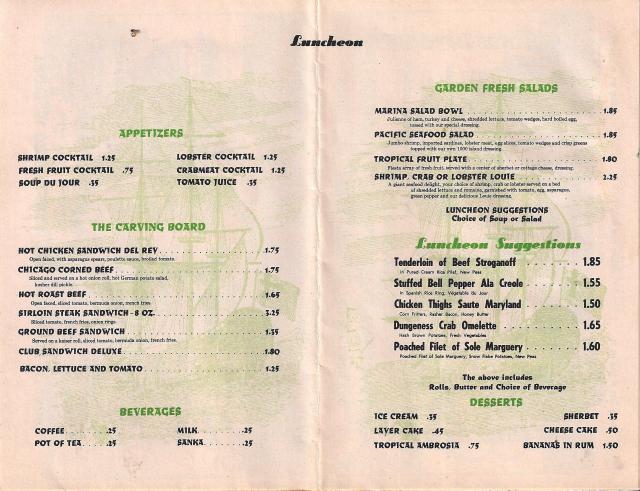 Luncheon
APPETIZERS
SHRIMP COCKTAIL 1.25
LOBSTER COCKTAIL 1.25
FRESH FRUIT COCKTAIL .75
CRABMEAT COCKTAIL 1.25
SOUP DU JOUR .35
TOMATO JUICE .35
THE CARVING BOARD
HOT CHICKEN SANDWICH DEL REY 1.75
Open faced, with asparagus spears, poulette sauce, broiled tomato.
CHICAGO CORNED BEEF 1.75
Sliced and served on a hot onion roll, hot German potato salad,
kosher dill pickle.
HOT ROAST BEEF 1.65
Open faced, sliced tomato, bermuda onion, french fries.
SIRLOIN STEAK SANDWICH - 8 OZ. 3.25
Sliced tomato, french fries, onion rings.
GROUND BEEF SANDWICH 1.35
Served on a kaiser roll, sliced tomato, bermuda onion, french fries.
CLUB SANDWICH DELUXE 1.80
BACON, LETTUCE AND TOMATO 1.25
BEVERAGES
COFFEE .25
MILK .25
POT OF TEA .25
SANKA .25
GARDEN FRESH SALADS
MARINA SALAD BOWL 1.85
Julienne of ham, turkey and cheese, shredded lettuce, tomato wedges, hard boiled egg,
tossed with our special dressing.
PACIFIC SEAFOOD SALAD 1.85
Jumbo shrimp, imported sardines, lobster meat, egg slices, tomato wedges and crisp greens
topped with our own 1000 island dressing.
TROPICAL FRUIT PLATE 1.80
Fiesta array of fresh fruit, served with a center of sherbet or cottage cheese, dressing.
SHRIMP, CRAB OR LOBSTER LOUIE 2.25
A giant seafood delight, your choice of shrimp, crab or lobster served on a bed
of shredded lettuce and romaine, garnished with tomato, egg, asparagus,
green pepper and our delicious Louie dressing.
LUNCHEON SUGGESTIONS
Choice of Soup or Salad
Luncheon Suggestions
Tenderloin of Beef Stroganoff 1.85
in Pured Cream Rice Pilaf, New Peas
Stuffed Bell Pepper Ala Creole 1.55
in Spanish Rice Ring, Vegetable Du Jour
Chicken Thighs Saute Maryland 1.50
Corn Fritters, Rasher Bacon, Honey Butter
Dungeness Crab Omelette 1.65
Hash Brown Potatoes, Fresh Vegetables
Poached Filet of Sole Marguery 1.60
Poached Filet of Sole Marguery, Snow Flake Potatoes, New Peas
The above includes
Rolls, Butter and Choice of Beverage
DESSERTS
ICE CREAM .35
SHERBET .35
LAYER CAKE .45
CHEESE CAKE .50
TROPICAL AMBROSIA .75
BANANAS IN RUM 1.50